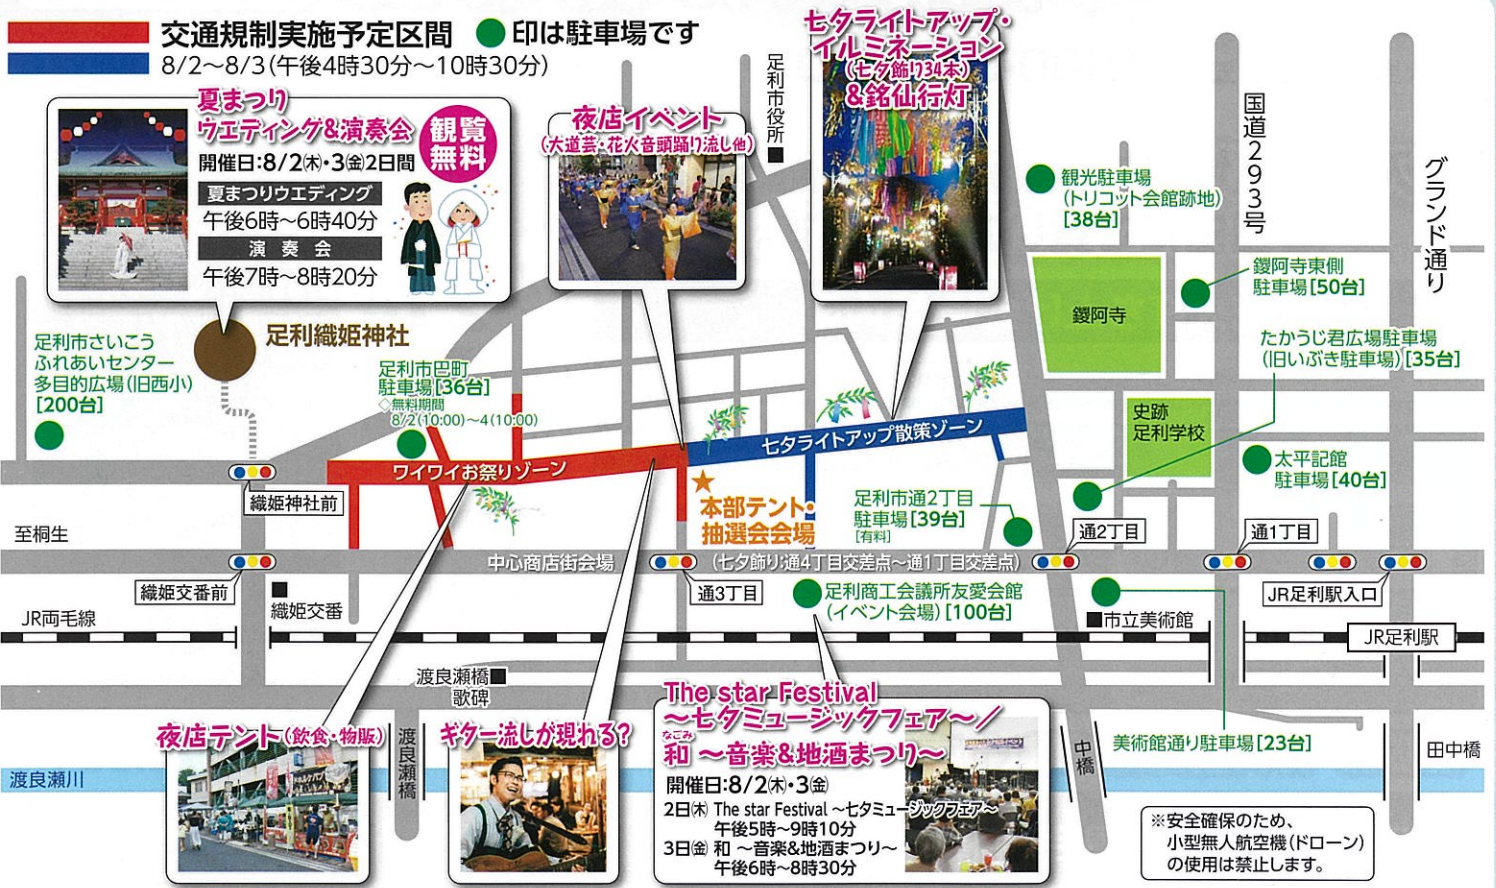 交通規制実施予定区間
●印は駐車場です
8/2～8/3(午後4時30分～10時30分)
夏まつり
ウエディング&演奏会
観覧
無料
開催日:8/2㈭・3㈮2日間
夏まつりウエディング
午後6時～6時40分
演奏会
午後7時～8時20分
夜店イベント
(大道芸・花火音頭踊り流し他)
足利市役所■
七夕ライトアップ・
イルミネーション
(七夕飾り34本)
&銘仙行灯
国道293号
グランド通り
観光駐車場
(トリコット会館跡地)
[38台]
鑁阿寺東側
駐車場[50台]
鑁阿寺
たかうじ君広場駐車場
(旧いぶき駐車場)[35台]
史跡
足利学校
太平記館
駐車場[40台]
足利織姫神社
足利市さいこう
ふれあいセンター
多目的広場(旧西小)
[200台]
足利市巴町
駐車場[36台]
◇無料期間
8/2(10:00)～4(10:00)
ワイワイお祭りゾーン
七夕ライトアップ散策ゾーン
★
本部テント・
抽選会会場
足利市通2丁目
駐車場[39台]
[有料]
織姫神社前
至桐生
中心商店街会場
(七夕飾り:通4丁目交差点～通1丁目交差点)
通2丁目
通1丁目
織姫交番前
■
織姫交番
通3丁目
足利商工会議所友愛会館
(イベント会場)[100台]
■市立美術館
JR足利駅入口
JR両毛線
JR足利駅
渡良瀬橋■
歌碑
夜店テント(飲食・物販)
渡良瀬橋
ギター流しが現れる?
The star Festival
～七夕ミュージックフェア～／
なごみ
和 ～音楽&地酒まつり～
開催日:8/2㈭・3㈮
2日㈭ The star Festival ～七夕ミュージックフェア～
午後5時～9時10分
3日㈮ 和 ～音楽&地酒まつり～
午後6時～8時30分
中橋
美術館通り駐車場[23台]
田中橋
渡良瀬川
※安全確保のため、
小型無人航空機(ドローン)
の使用は禁止します。